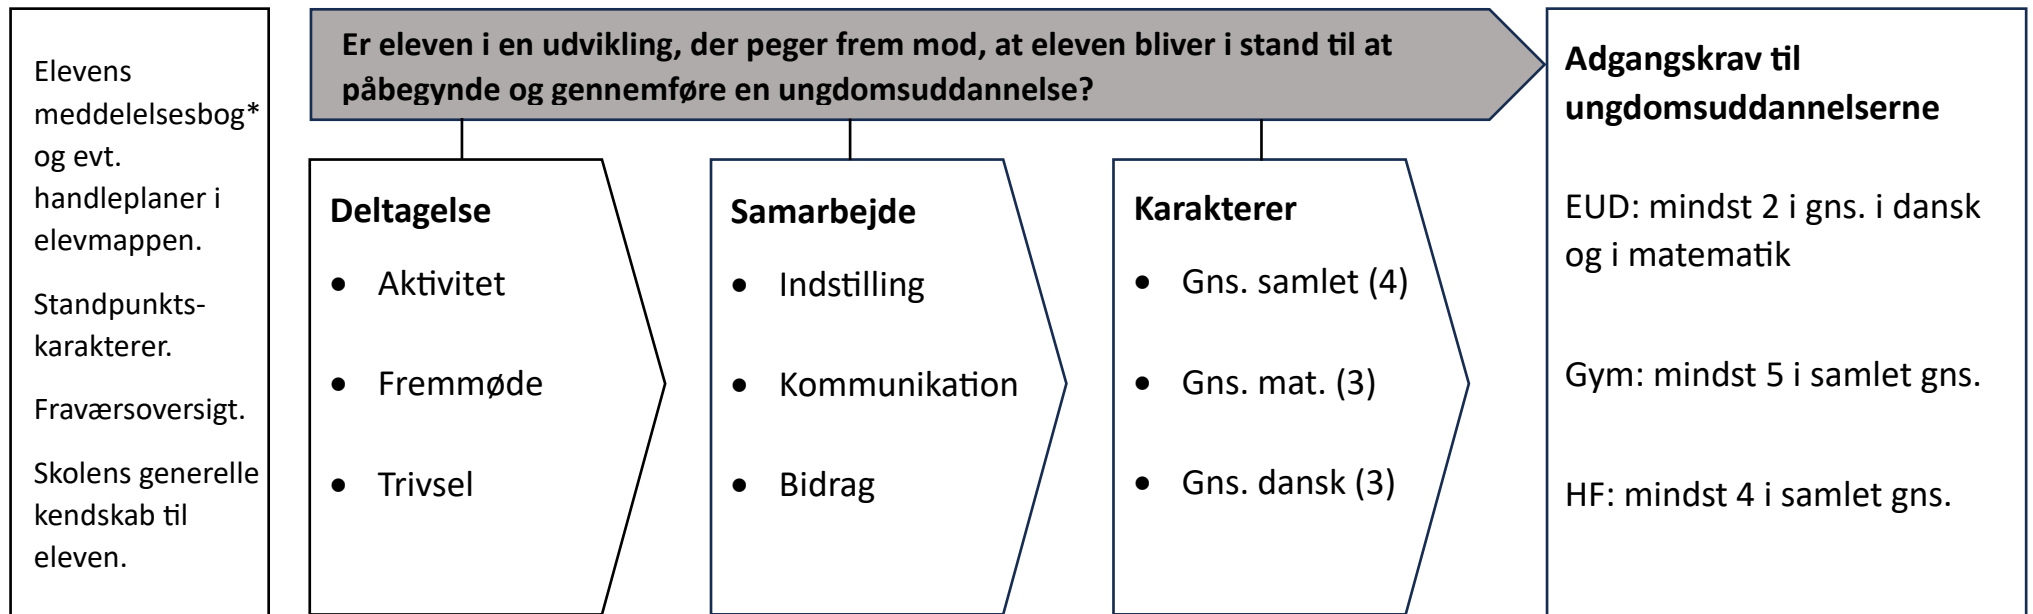 Elevens
meddelelsesbog*
og evt.
handleplaner i
elevmappen.
Standpunkts-
karakterer.
Fraværsoversigt.
Skolens generelle
kendskab til
eleven.
Er eleven i en udvikling, der peger frem mod, at eleven bliver i stand til at
påbegynde og gennemføre en ungdomsuddannelse?
Deltagelse
• Aktivitet
• Fremmøde
• Trivsel
Samarbejde
• Indstilling
• Kommunikation
• Bidrag
Karakterer
• Gns. samlet (4)
• Gns. mat. (3)
• Gns. dansk (3)
Adgangskrav til
ungdomsuddannelserne
EUD: mindst 2 i gns. i dansk
og i matematik
Gym: mindst 5 i samlet gns.
HF: mindst 4 i samlet gns.